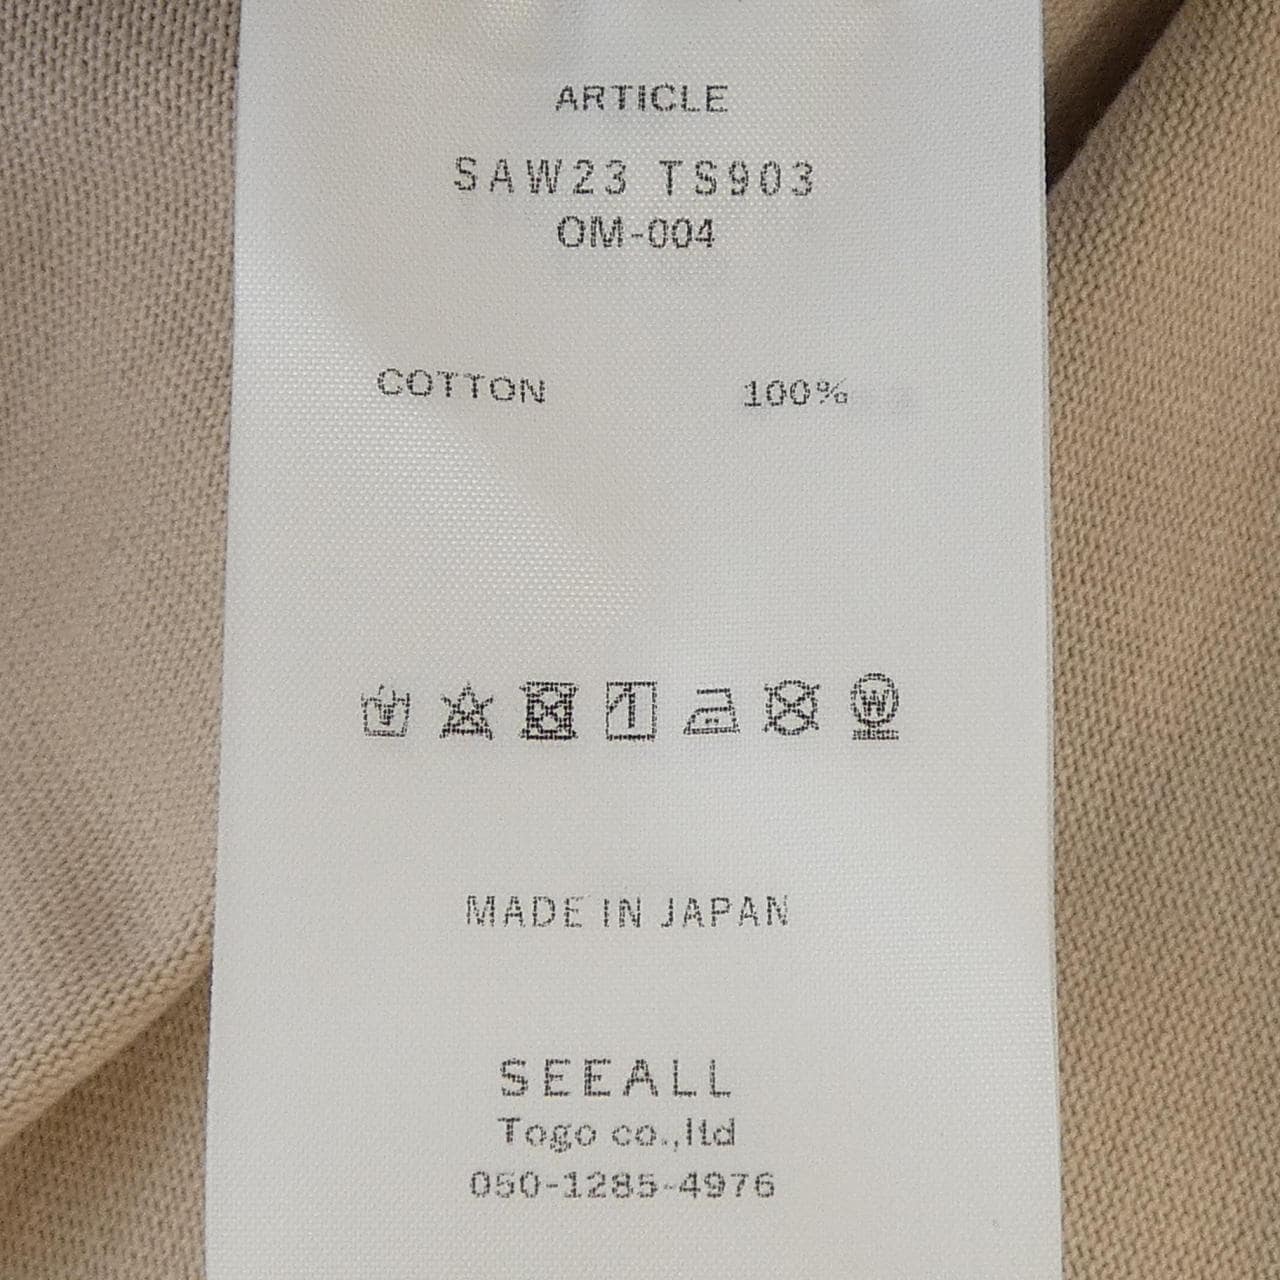 ARTICLE
SAW23 TS903
OM-004
COTTON 100%
W
MADE IN JAPAN
SEEALL
Togo co.,ltd
050-1285-4976